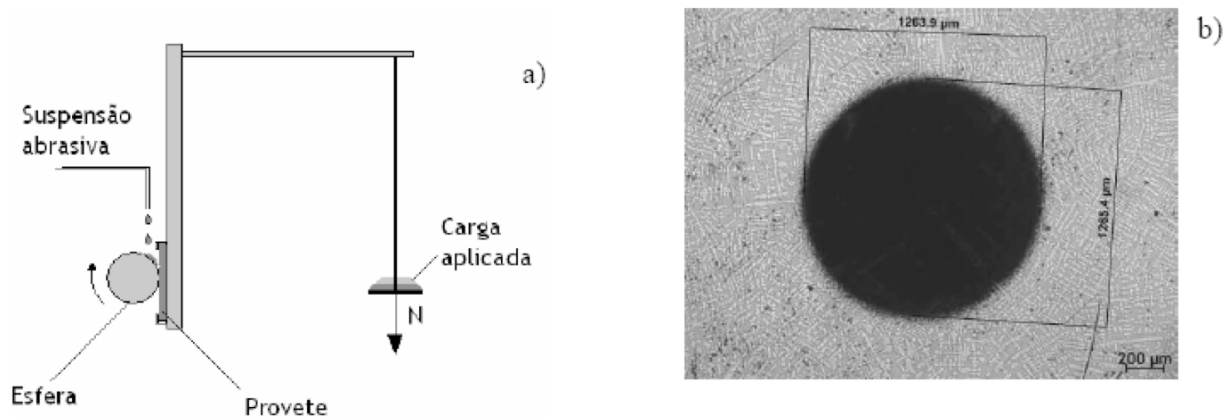 a)
Suspensão
abrasiva
Carga
aplicada
N
Esfera
Provete
b)
1263.9 µm
1265.4 µm
200 µm